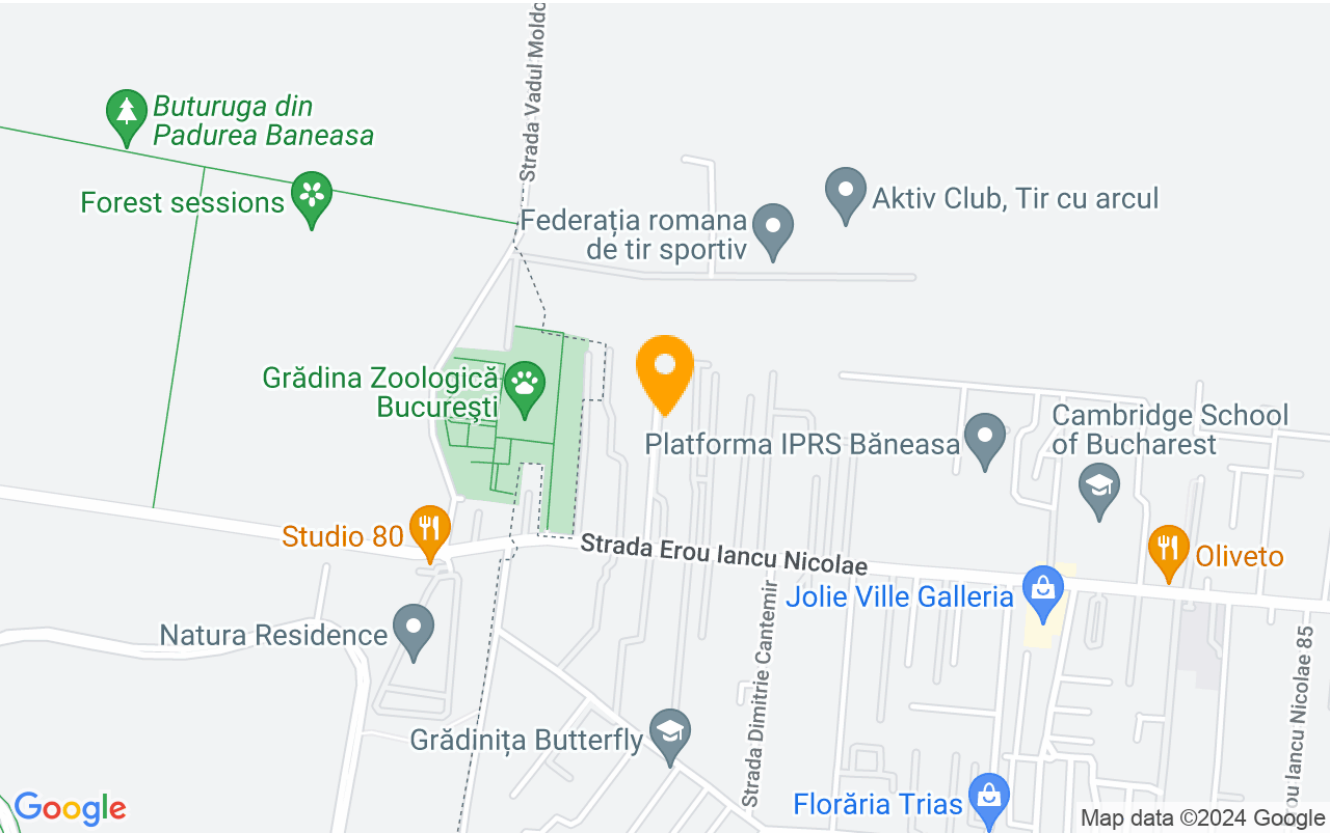 Strada Vadul Moldo
Buturuga din
Padurea Baneasa
Forest sessions
Aktiv Club, Tir cu arcul
Federația romana
de tir sportiv
Grădina Zoologică
București
Platforma IPRS Băneasa
Cambridge School
of Bucharest
Studio 80
Strada Erou Iancu Nicolae
Oliveto
Jolie Ville Galleria
Natura Residence
Strada Dimitrie Cantemir
ou Iancu Nicolae 85
Grădinița Butterfly
Florăria Trias
Google
Map data ©2024 Google